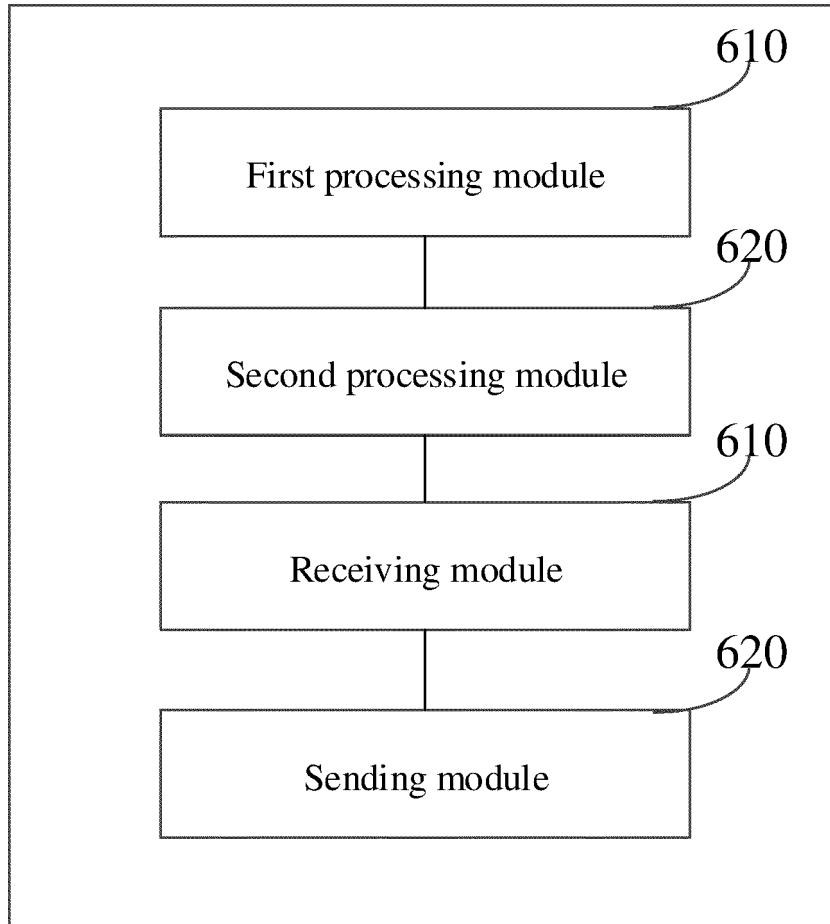 610
First processing module
620
Second processing module
610
Receiving module
620
Sending module